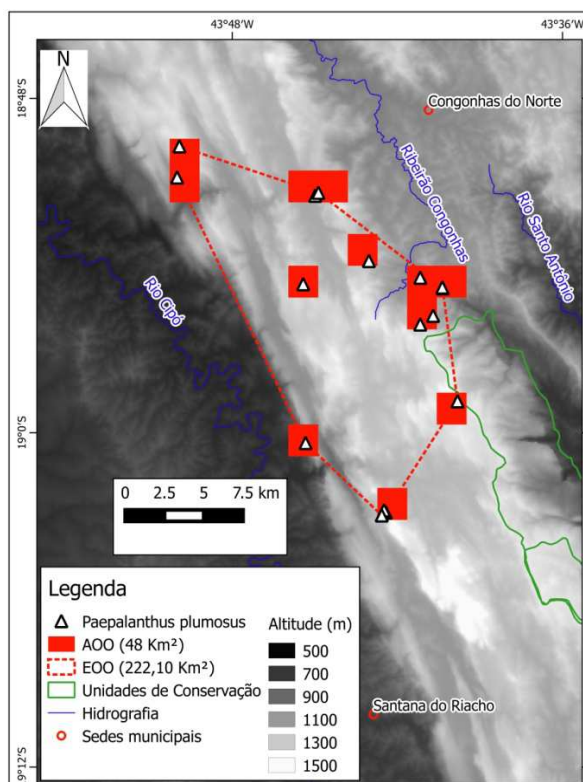 43°48'W 43°36'W
18°48'S
N
Congonhas do Norte
Ribeirão Congonhas
Rio Santo Antônio
Rio Cipó
19°0'S
0 2.5 5 7.5 km
Legenda
Paepalanthus plumosus
AOO (48 Km²)
EOO (222,10 Km²)
Unidades de Conservação
Hidrografia
Sedes municipais
Altitude (m)
500
700
900
1100
1300
1500
Santana do Riacho
9°12'S